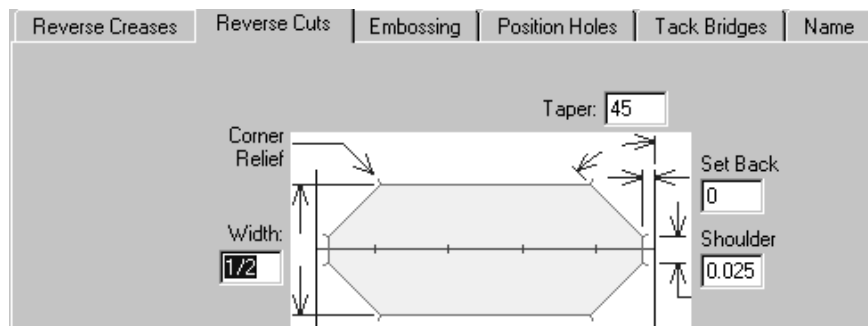 Reverse Creases
Reverse Cuts
Embossing
Position Holes
Tack Bridges
Name
Taper: 45
Corner
Relief
Set Back
0
Width:
1/2
Shoulder
0.025